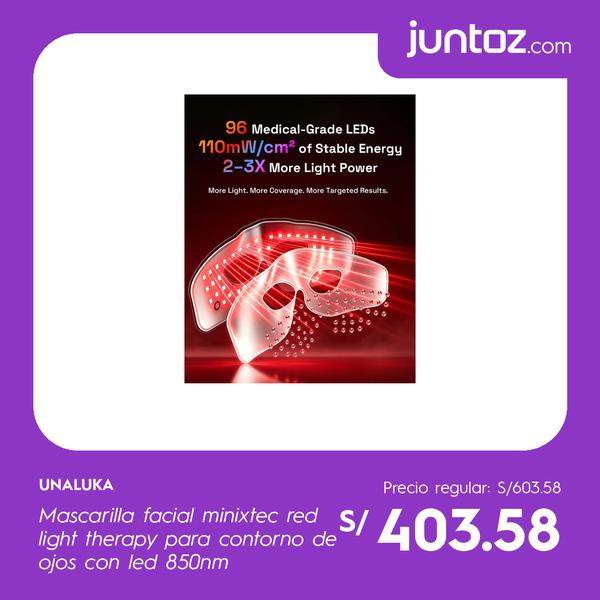 juntoz.com
96 Medical-Grade LEDs
110mW/cm² of Stable Energy
2–3X More Light Power
More Light. More Coverage. More Targeted Results.
UNALUKA
Mascarilla facial minixtec red
light therapy para contorno de
ojos con led 850nm
Precio regular: S/603.58
S/ 403.58